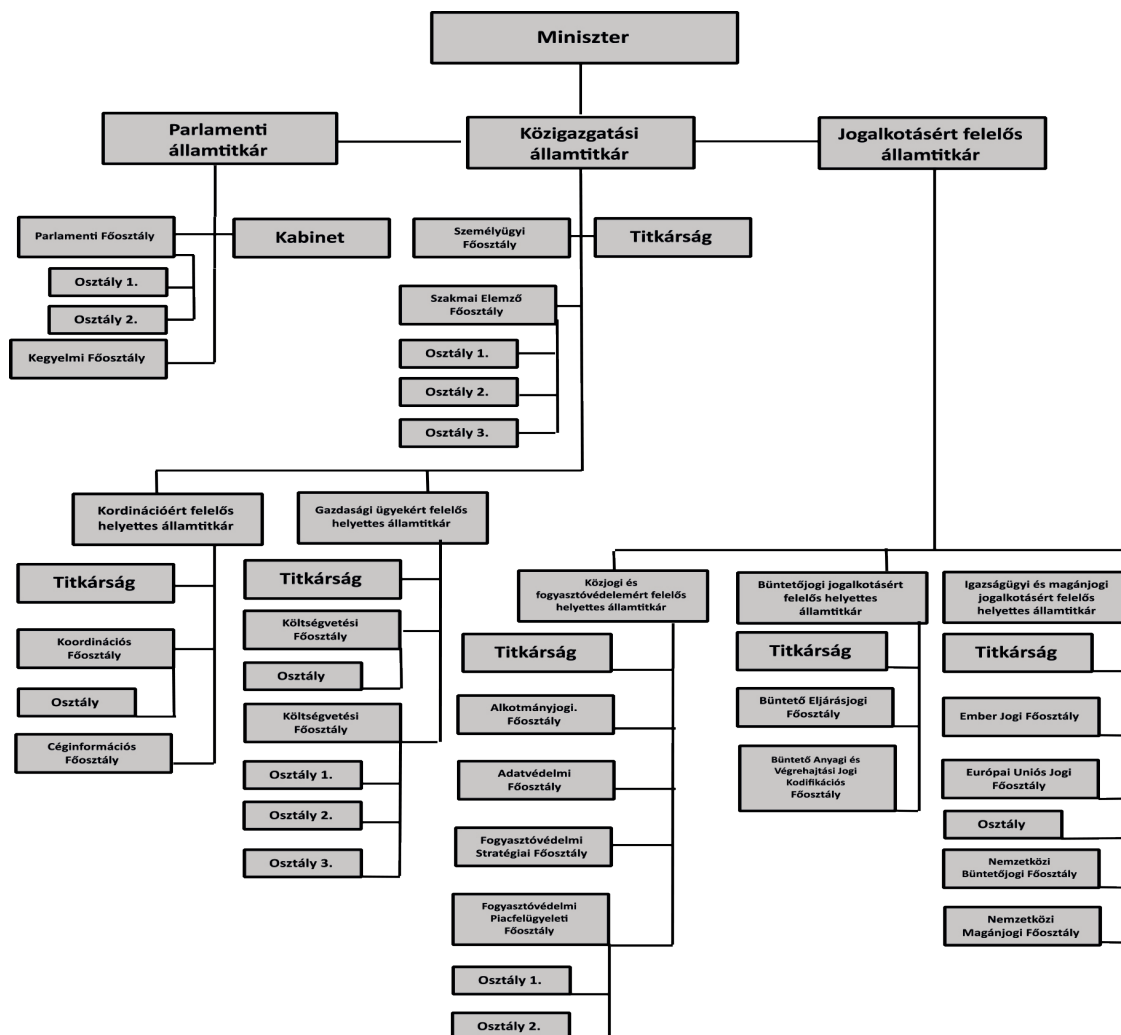 Miniszter
Parlamenti
államtitkár
Közigazgatási
államtitkár
Jogalkotásért felelős
államtitkár
Parlamenti Főosztály
Kabinet
Osztály 1.
Osztály 2.
Kegyelmi Főosztály
Személyügyi
Főosztály
Titkárság
Szakmai Elemző
Főosztály
Osztály 1.
Osztály 2.
Osztály 3.
Kordinációért felelős
helyettes államtitkár
Titkárság
Koordinációs
Főosztály
Osztály
Céginformációs
Főosztály
Gazdasági ügyekért felelős
helyettes államtitkár
Titkárság
Költségvetési
Főosztály
Osztály
Költségvetési
Főosztály
Osztály 1.
Osztály 2.
Osztály 3.
Közjogi és
fogyasztóvédelemért felelős
helyettes államtitkár
Titkárság
Alkotmányjogi.
Főosztály
Adatvédelmi
Főosztály
Fogyasztóvédelmi
Stratégiai Főosztály
Fogyasztóvédelmi
Piacfelügyeleti
Főosztály
Osztály 1.
Osztály 2.
Büntetőjogi jogalkotásért
felelős helyettes
államtitkár
Titkárság
Büntető Eljárásjogi
Főosztály
Büntető Anyagi és
Végrehajtási Jogi
Kodifikációs
Főosztály
Igazságügyi és magánjogi
jogalkotásért felelős
helyettes államtitkár
Titkárság
Ember Jogi Főosztály
Európai Uniós Jogi
Főosztály
Osztály
Nemzetközi
Büntetőjogi Főosztály
Nemzetközi
Magánjogi Főosztály